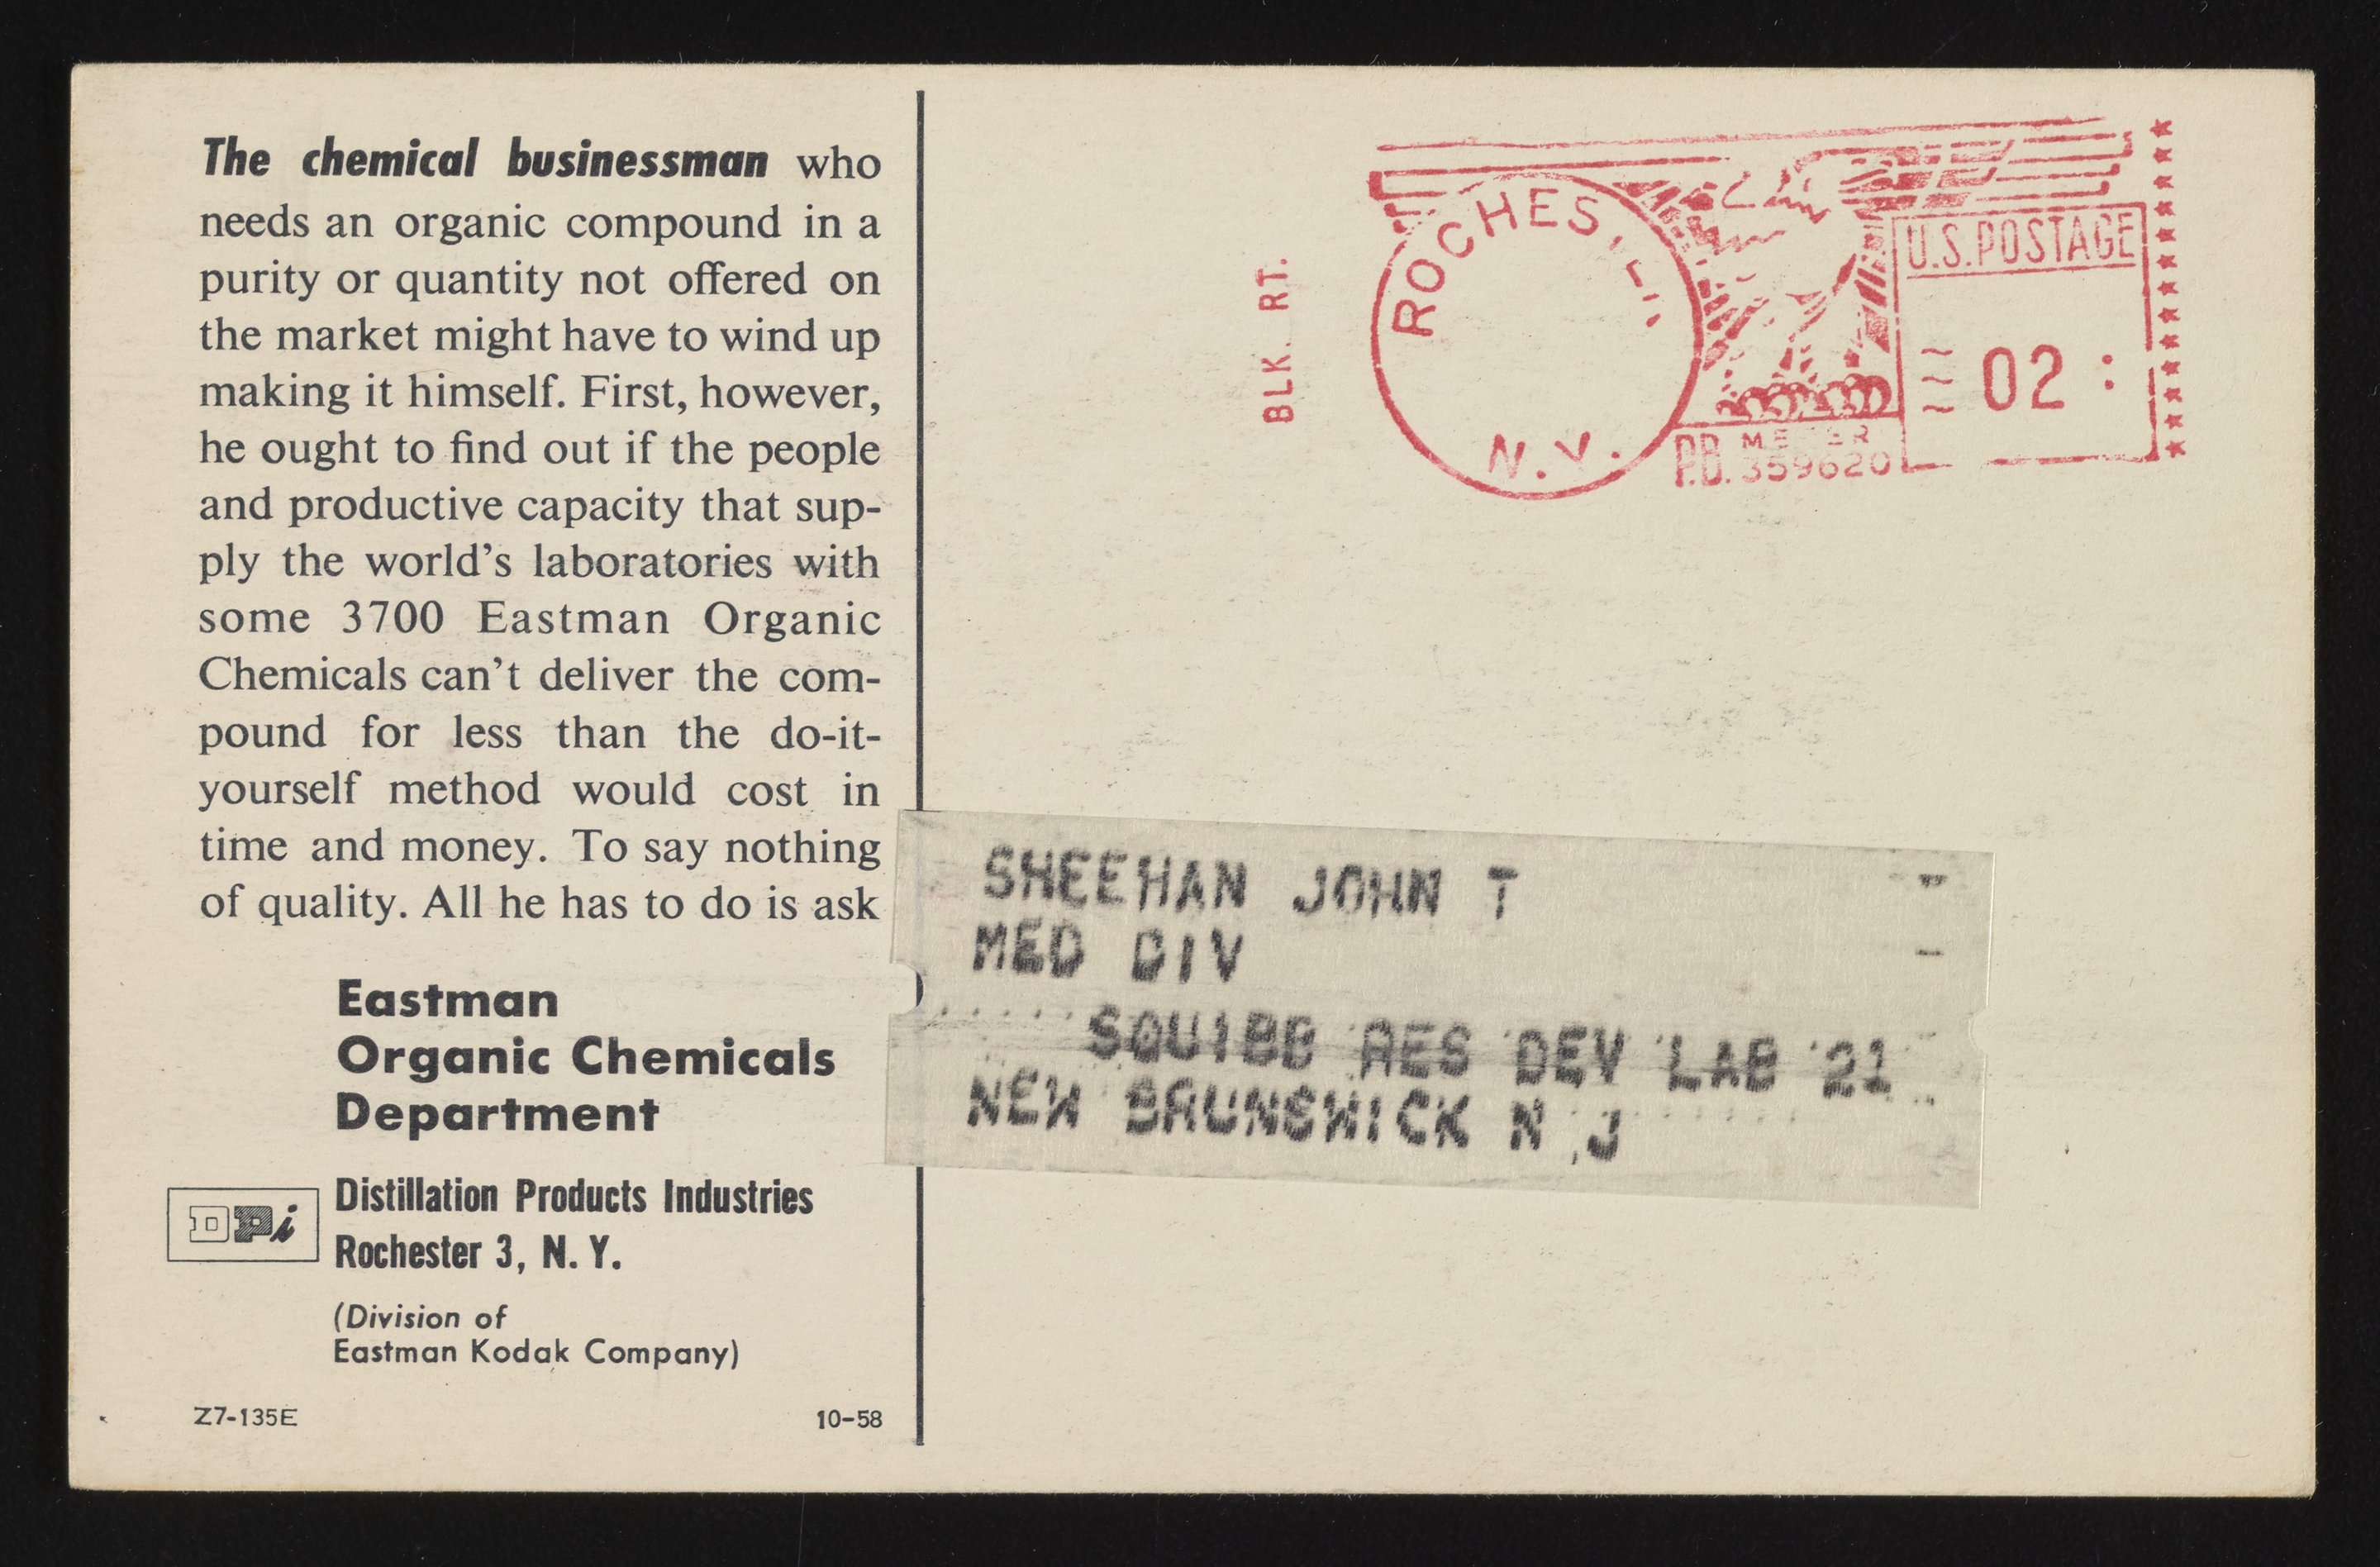 The chemical businessman who
needs an organic compound in a
purity or quantity not offered on
the market might have to wind up
making it himself. First, however,
he ought to find out if the people
and productive capacity that sup-
ply the world's laboratories with
some 3700 Eastman Organic
Chemicals can't deliver the com-
pound for less than the do-it-
yourself method would cost in
time and money. To say nothing
of quality. All he has to do is ask
Eastman
Organic Chemicals
Department
DPi
Distillation Products Industries
Rochester 3, N. Y.
(Division of
Eastman Kodak Company)
Z7-135E 10-58
BLK. RT.
N.Y.
P.B. 359620
U.S. POSTAGE
02
SHEEHAN JOHN T
MED DIV
SQUIBB RES DEV LAB 21
NEW BRUNSWICK N J